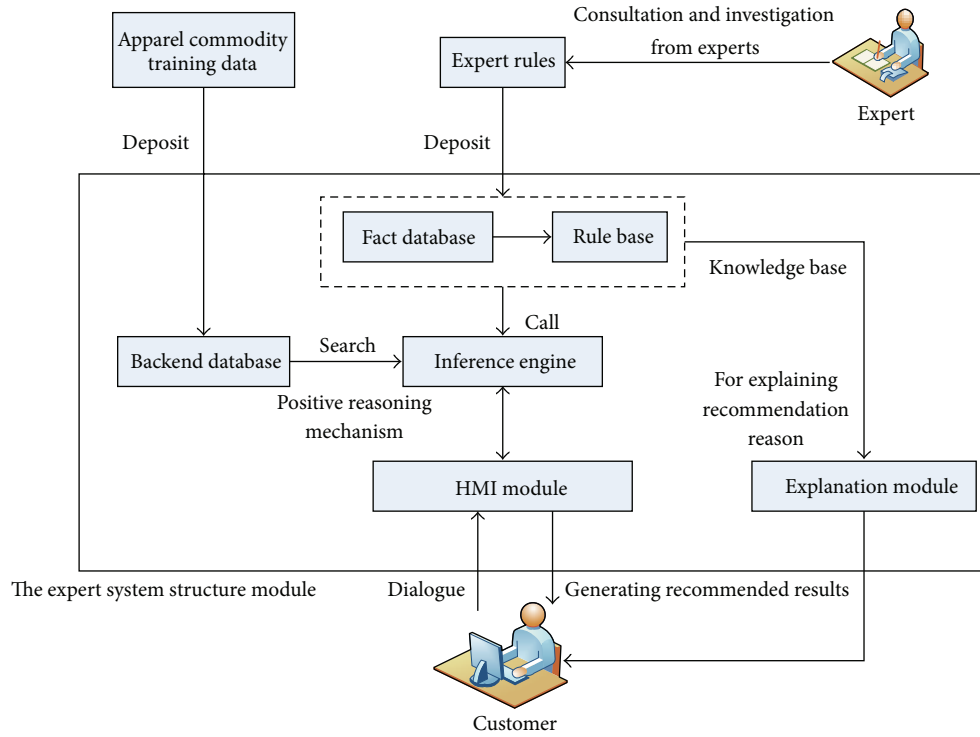 Consultation and investigation
from experts
Apparel commodity
training data
Expert rules
Expert
Deposit
Deposit
Fact database
Rule base
Knowledge base
Call
Search
Backend database
Inference engine
Positive reasoning
mechanism
For explaining
recommendation
reason
HMI module
Explanation module
The expert system structure module
Dialogue
Generating recommended results
Customer